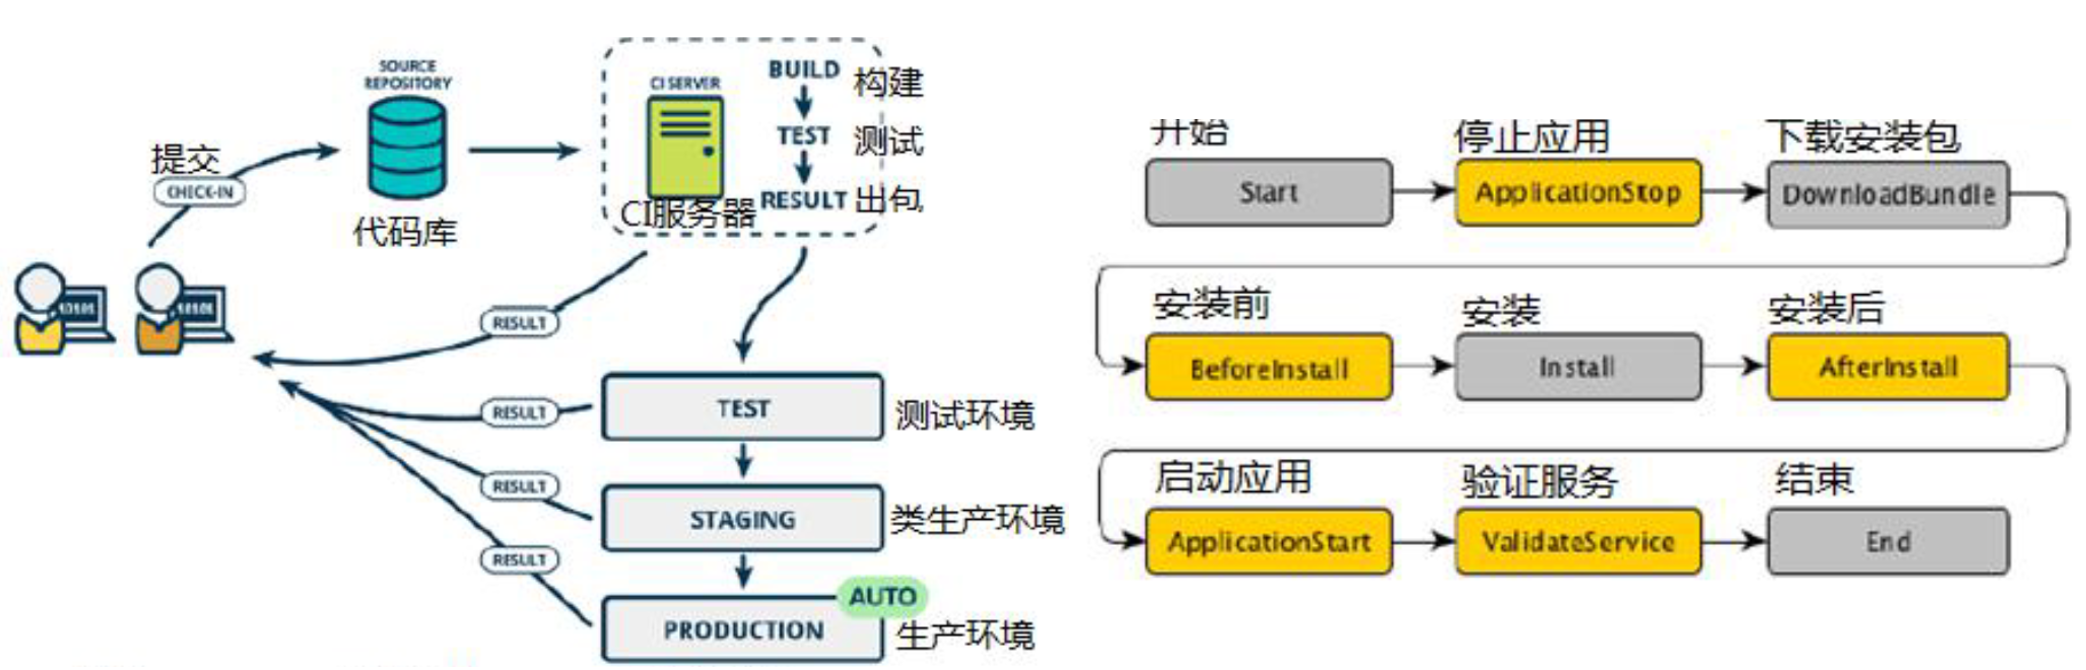 SOURCE
REPOSITORY
代码库
提交
CHECK-IN
CI SERVER
CI服务器
BUILD 构建
TEST 测试
RESULT 出包
RESULT
RESULT
RESULT
RESULT
TEST 测试环境
STAGING 类生产环境
AUTO
PRODUCTION 生产环境
开始
Start
停止应用
ApplicationStop
下载安装包
DownloadBundle
安装前
BeforeInstall
安装
Install
安装后
AfterInstall
启动应用
ApplicationStart
验证服务
ValidateService
结束
End